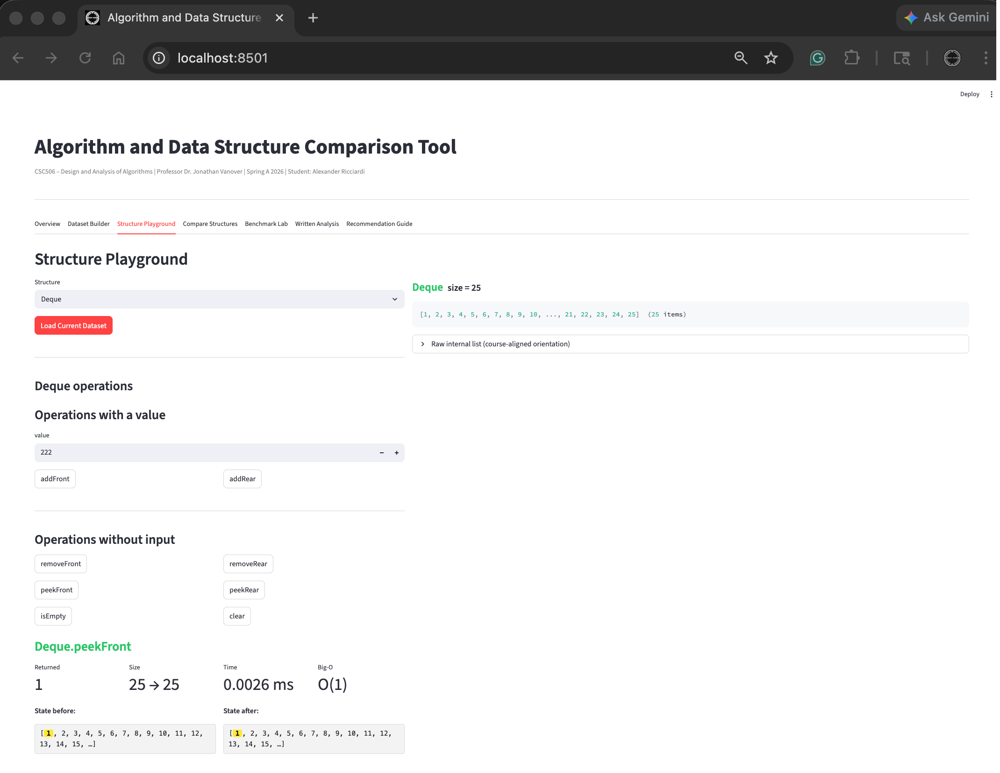 Algorithm and Data Structure
Ask Gemini
localhost:8501
Deploy
Algorithm and Data Structure Comparison Tool
CSC506 – Design and Analysis of Algorithms | Professor Dr. Jonathan Vanover | Spring A 2026 | Student: Alexander Ricciardi
Overview Dataset Builder Structure Playground Compare Structures Benchmark Lab Written Analysis Recommendation Guide
Structure Playground
Structure
Deque
Load Current Dataset
Deque size = 25
[1, 2, 3, 4, 5, 6, 7, 8, 9, 10, ..., 21, 22, 23, 24, 25] (25 items)
Raw internal list (course-aligned orientation)
Deque operations
Operations with a value
value
222 − +
addFront addRear
Operations without input
removeFront removeRear
peekFront peekRear
isEmpty clear
Deque.peekFront
Returned Size Time Big-O
1 25 → 25 0.0026 ms O(1)
State before:
[1, 2, 3, 4, 5, 6, 7, 8, 9, 10, 11, 12,
13, 14, 15, …]
State after:
[1, 2, 3, 4, 5, 6, 7, 8, 9, 10, 11, 12,
13, 14, 15, …]